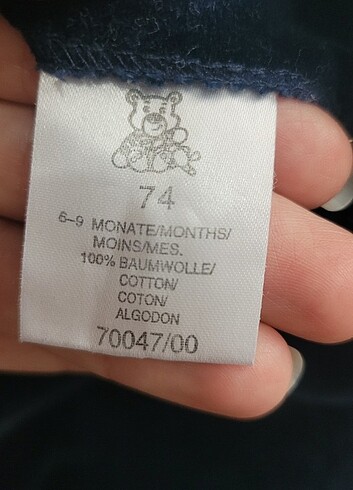 74
6-9 MONATE/MONTHS/
MOINS/MES.
100% BAUMWOLLE/
COTTON/
COTON/
ALGODON
70047/00